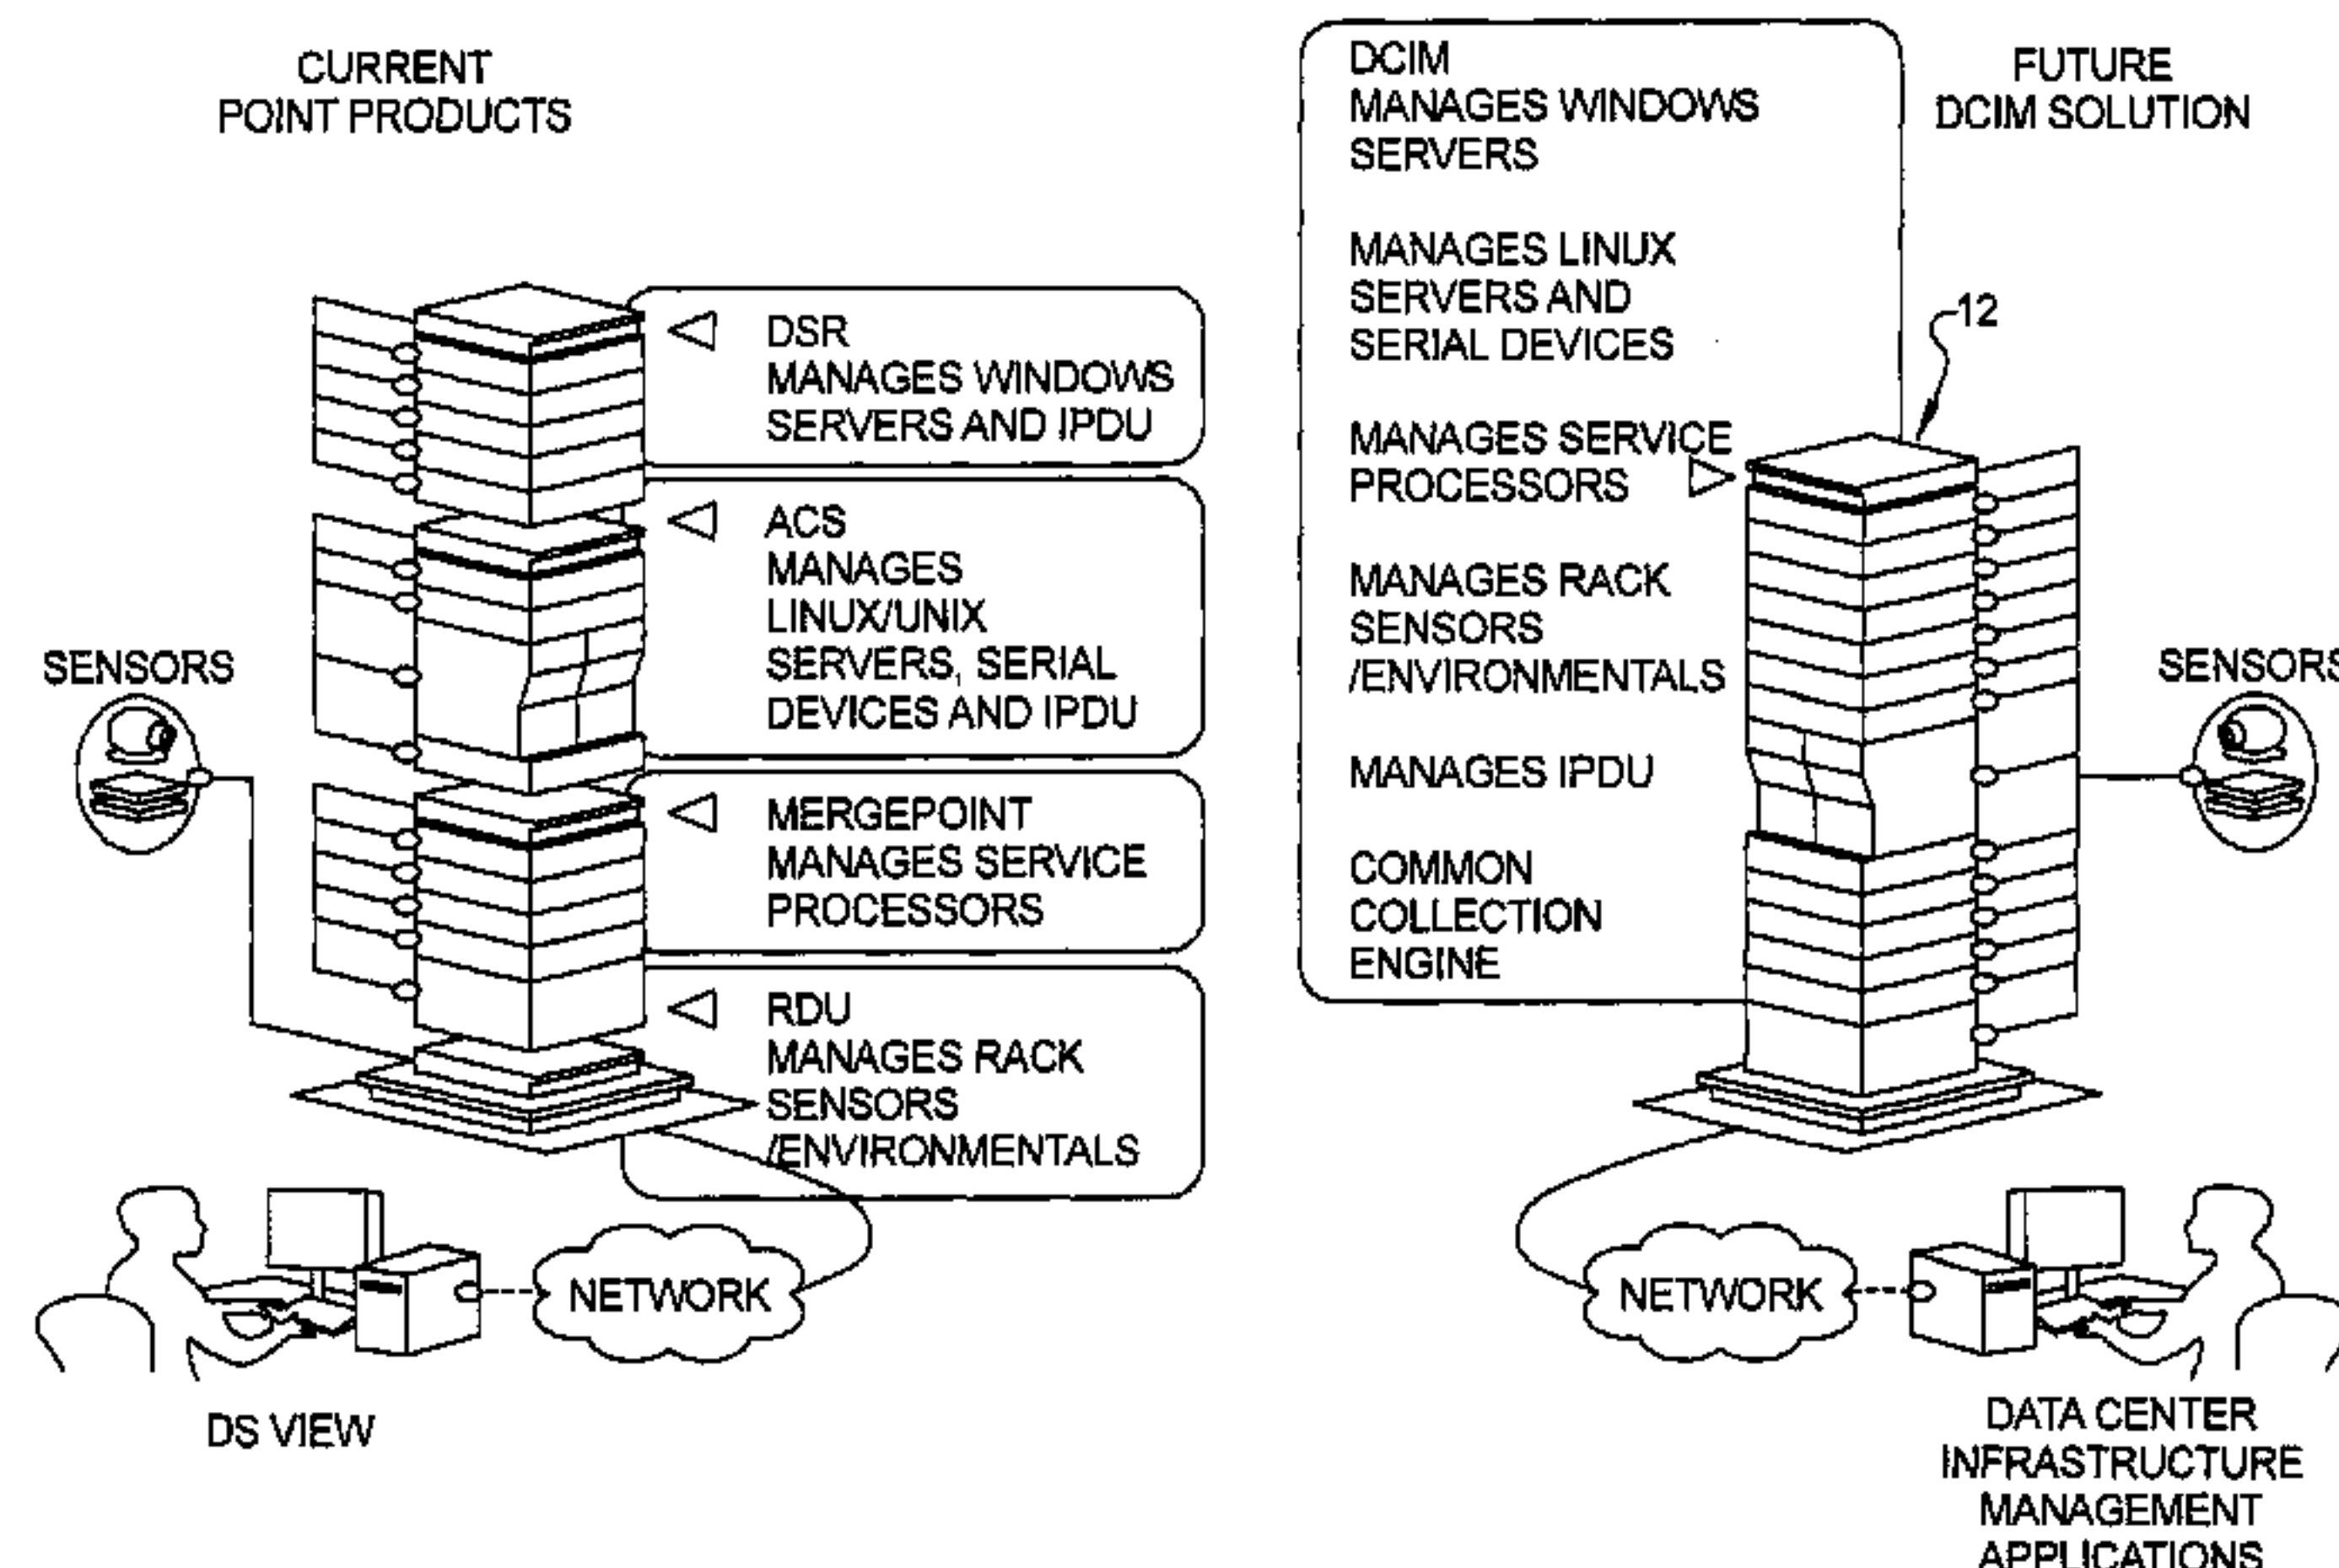 CURRENT
POINT PRODUCTS
DSR
MANAGES WINDOWS
SERVERS AND IPDU
ACS
MANAGES
LINUX/UNIX
SERVERS, SERIAL
DEVICES AND IPDU
MERGEPOINT
MANAGES SERVICE
PROCESSORS
RDU
MANAGES RACK
SENSORS
/ENVIRONMENTALS
SENSORS
NETWORK
DS VIEW
DCIM
MANAGES WINDOWS
SERVERS
MANAGES LINUX
SERVERS AND
SERIAL DEVICES
MANAGES SERVICE
PROCESSORS
MANAGES RACK
SENSORS
/ENVIRONMENTALS
MANAGES IPDU
COMMON
COLLECTION
ENGINE
FUTURE
DCIM SOLUTION
12
SENSORS
NETWORK
DATA CENTER
INFRASTRUCTURE
MANAGEMENT
APPLICATIONS